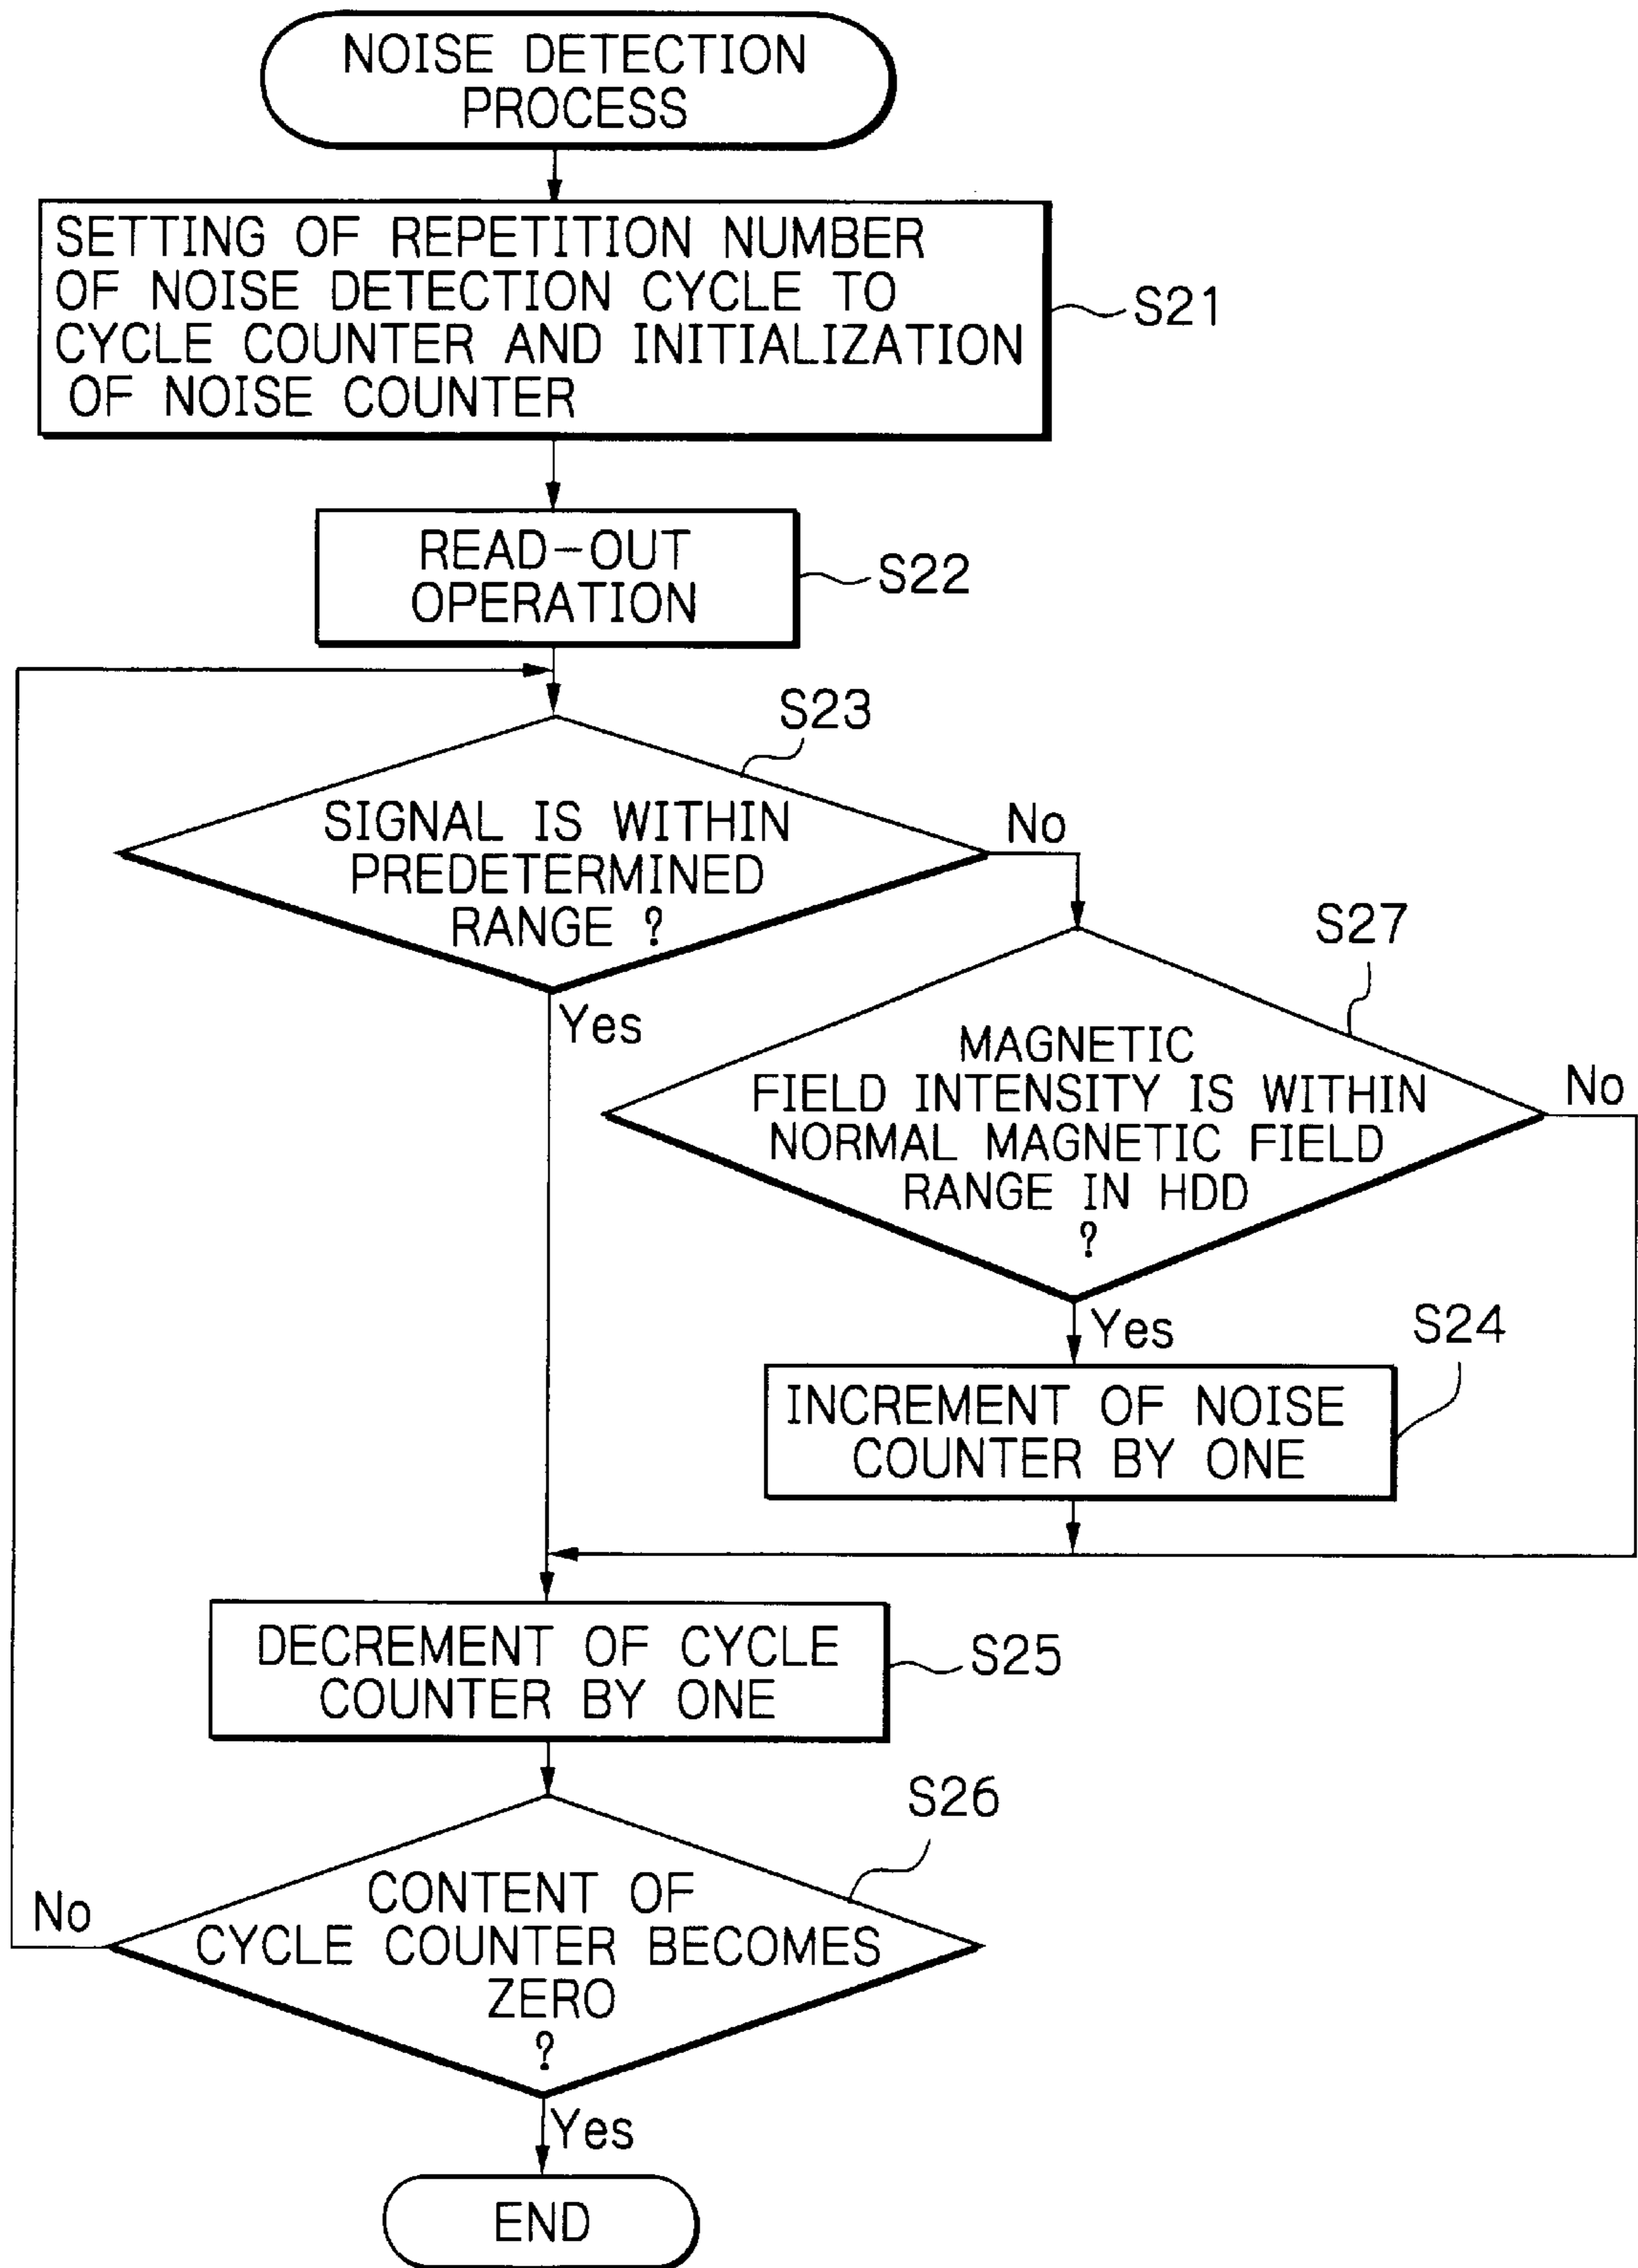 NOISE DETECTION
PROCESS
SETTING OF REPETITION NUMBER
OF NOISE DETECTION CYCLE TO
CYCLE COUNTER AND INITIALIZATION
OF NOISE COUNTER
S21
READ-OUT
OPERATION
S22
S23
SIGNAL IS WITHIN
PREDETERMINED
RANGE ?
No
Yes
S27
MAGNETIC
FIELD INTENSITY IS WITHIN
NORMAL MAGNETIC FIELD
RANGE IN HDD
?
No
Yes
S24
INCREMENT OF NOISE
COUNTER BY ONE
DECREMENT OF CYCLE
COUNTER BY ONE
S25
S26
CONTENT OF
CYCLE COUNTER BECOMES
ZERO
?
No
Yes
END